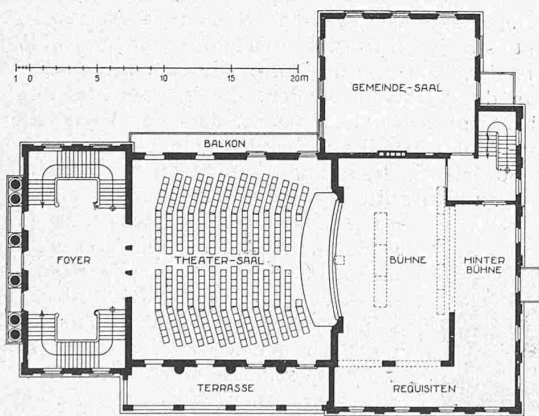 1 0 5 10 15 20m
GEMEINDE-SAAL
BALKON
FOYER
THEATER-SAAL
BÜHNE
HINTER
BÜHNE
TERRASSE
REQUISITEN